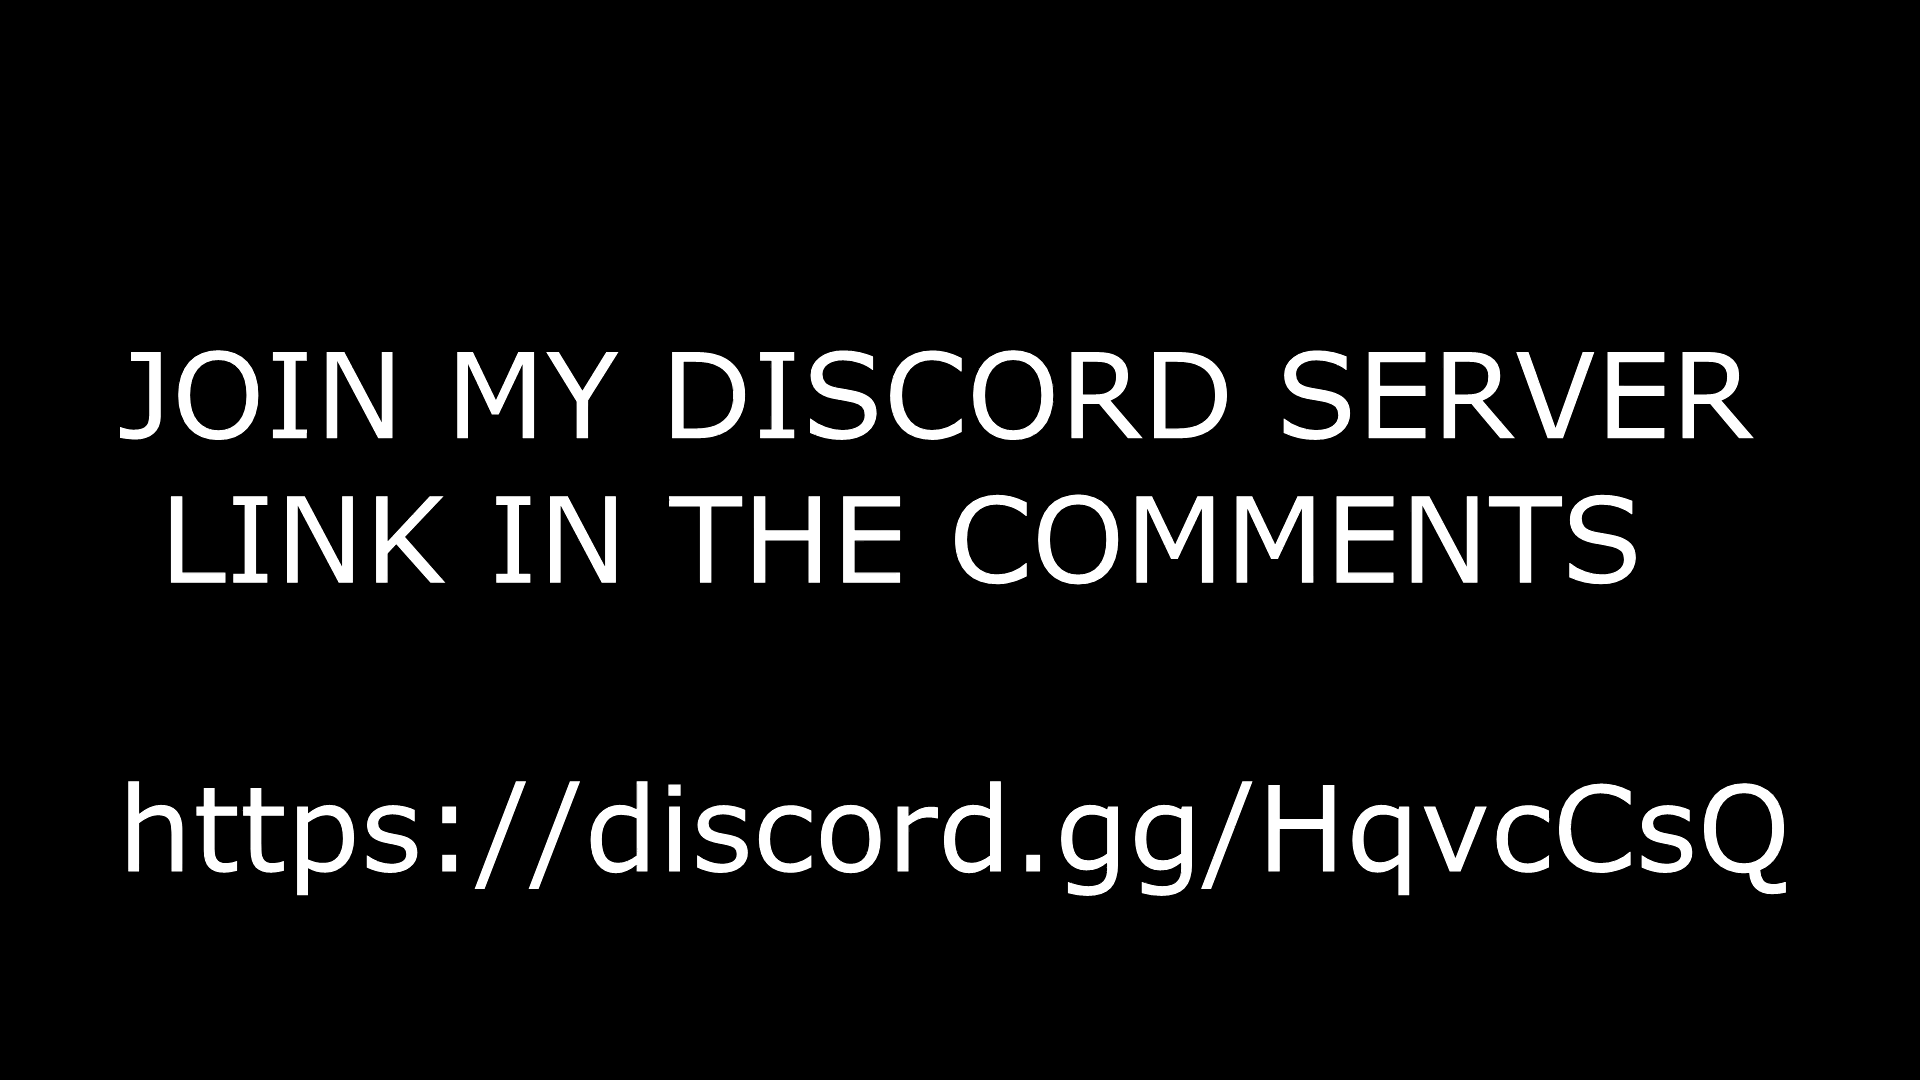 JOIN MY DISCORD SERVER
LINK IN THE COMMENTS
https://discord.gg/HqvcCsQ